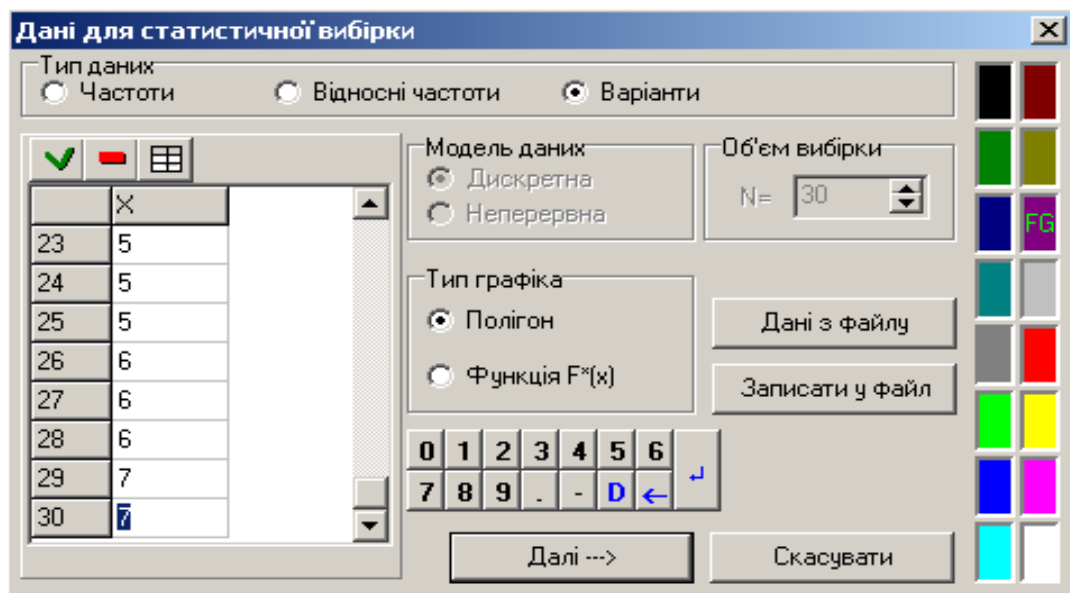 Дані для статистичної вибірки
Тип даних
Частоти Відносні частоти Варіанти
X
23 5
24 5
25 5
26 6
27 6
28 6
29 7
30 7
Модель даних
Дискретна
Неперервна
Об'єм вибірки
N= 30
Тип графіка
Полігон
Функція F*(x)
Дані з файлу
Записати у файл
0 1 2 3 4 5 6
7 8 9 . - D ←
Далі --->
Скасувати
FG